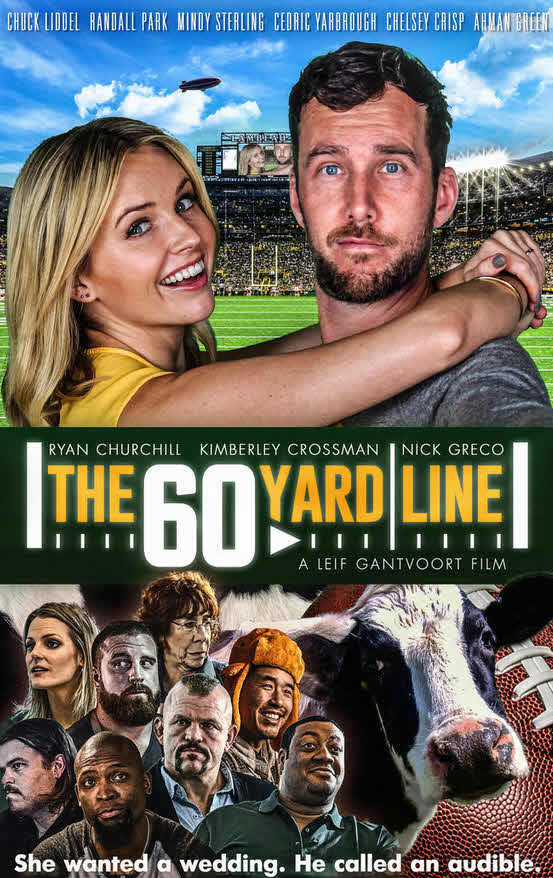 CHUCK LIDDEL RANDALL PARK MINDY STERLING CEDRIC YARBROUGH CHELSEY CRISP AHMAN GREEN
LAMBEAU
RYAN CHURCHILL KIMBERLEY CROSSMAN NICK GRECO
THE 60 YARD LINE
A LEIF GANTVOORT FILM
She wanted a wedding. He called an audible.